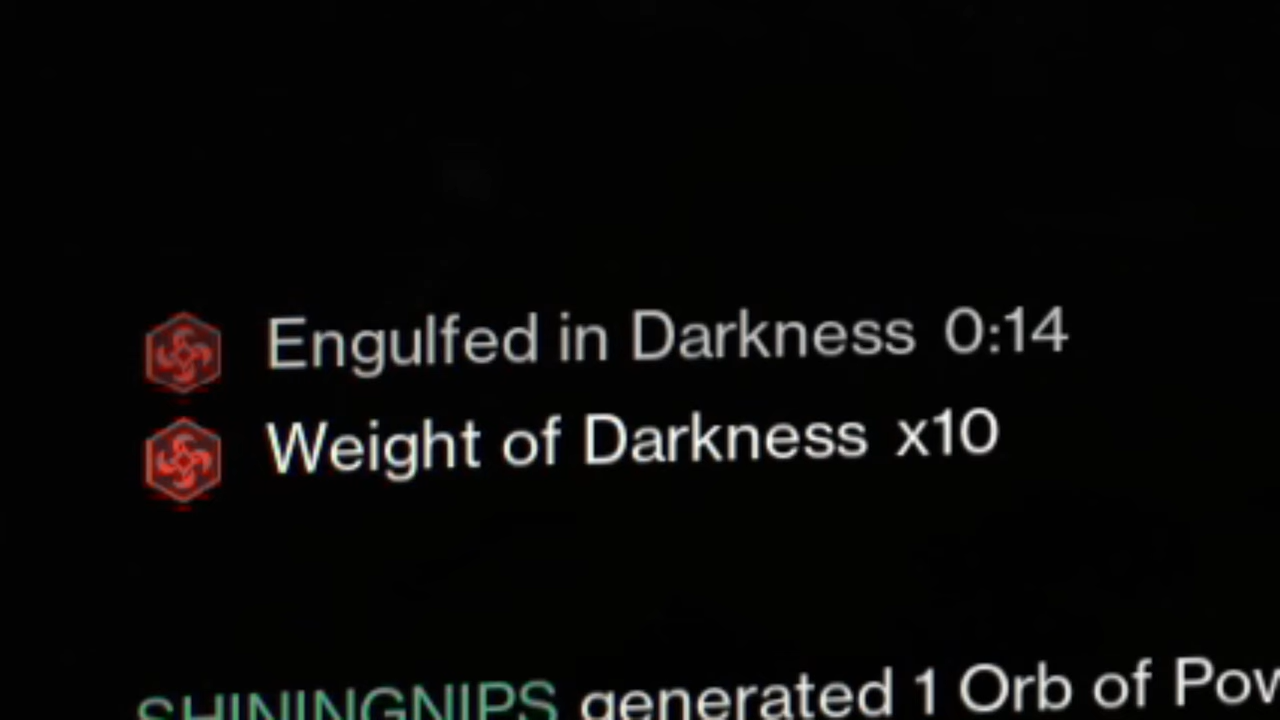 Engulfed in Darkness 0:14
Weight of Darkness x10
SHININGNIPS generated 1 Orb of Pow